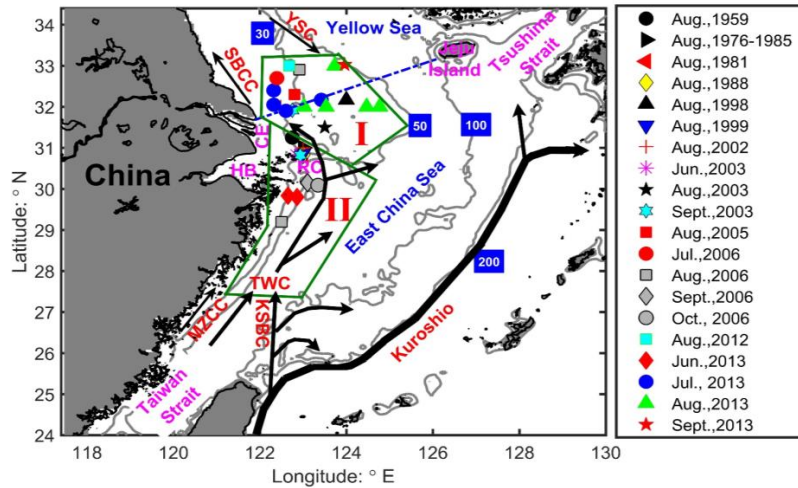 34
33
32
31
30
29
28
27
26
25
24
Latitude: ° N
118
120
122
124
126
128
130
Longitude: ° E
30
YSC
Yellow Sea
Jeju
Island
Tsushima
Strait
SBCC
50
100
I
CE
HB
RC
China
II
East China Sea
200
TWC
MZCC
KSBC
Kuroshio
Taiwan
Strait
Aug.,1959
Aug.,1976-1985
Aug.,1981
Aug.,1988
Aug.,1998
Aug.,1999
Aug.,2002
Jun.,2003
Aug.,2003
Sept.,2003
Aug.,2005
Jul.,2006
Aug.,2006
Sept.,2006
Oct., 2006
Aug.,2012
Jun.,2013
Jul.,2013
Aug.,2013
Sept.,2013